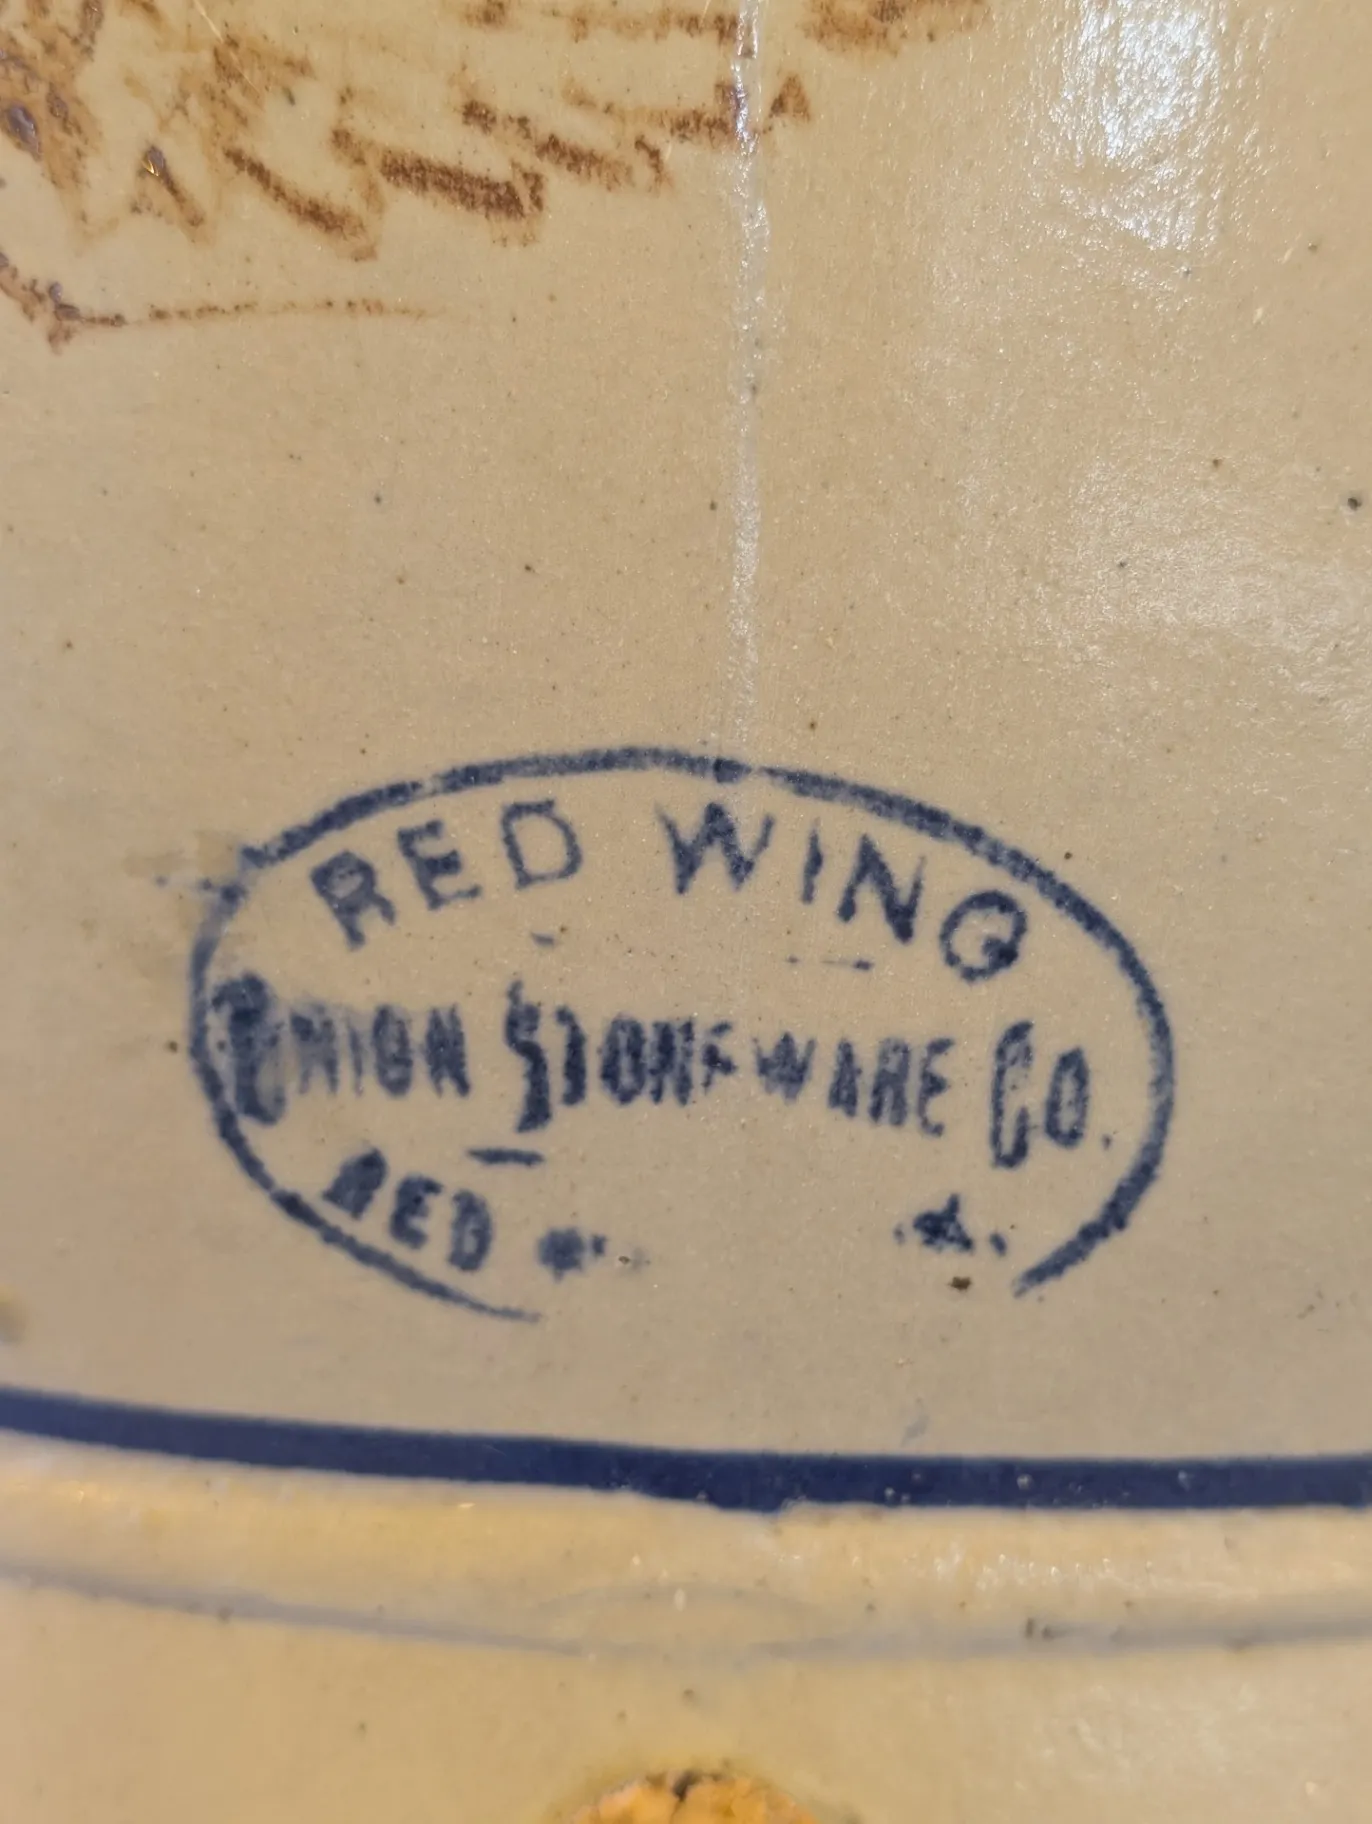 RED WING
UNION STONEWARE CO.
RED